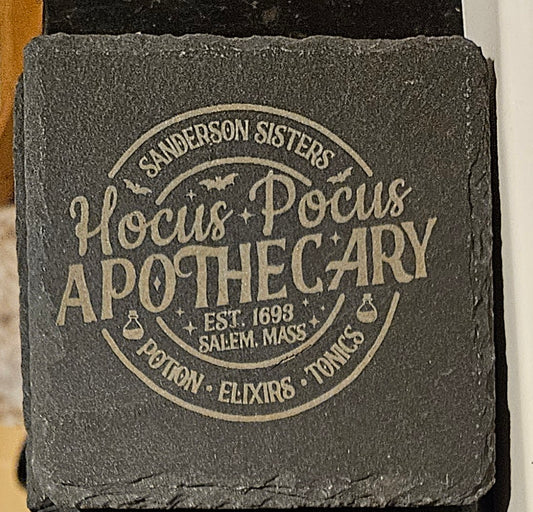 SANDERSON SISTERS
Hocus Pocus
APOTHECARY
EST. 1693
SALEM, MASS
POTION • ELIXIRS • TONICS